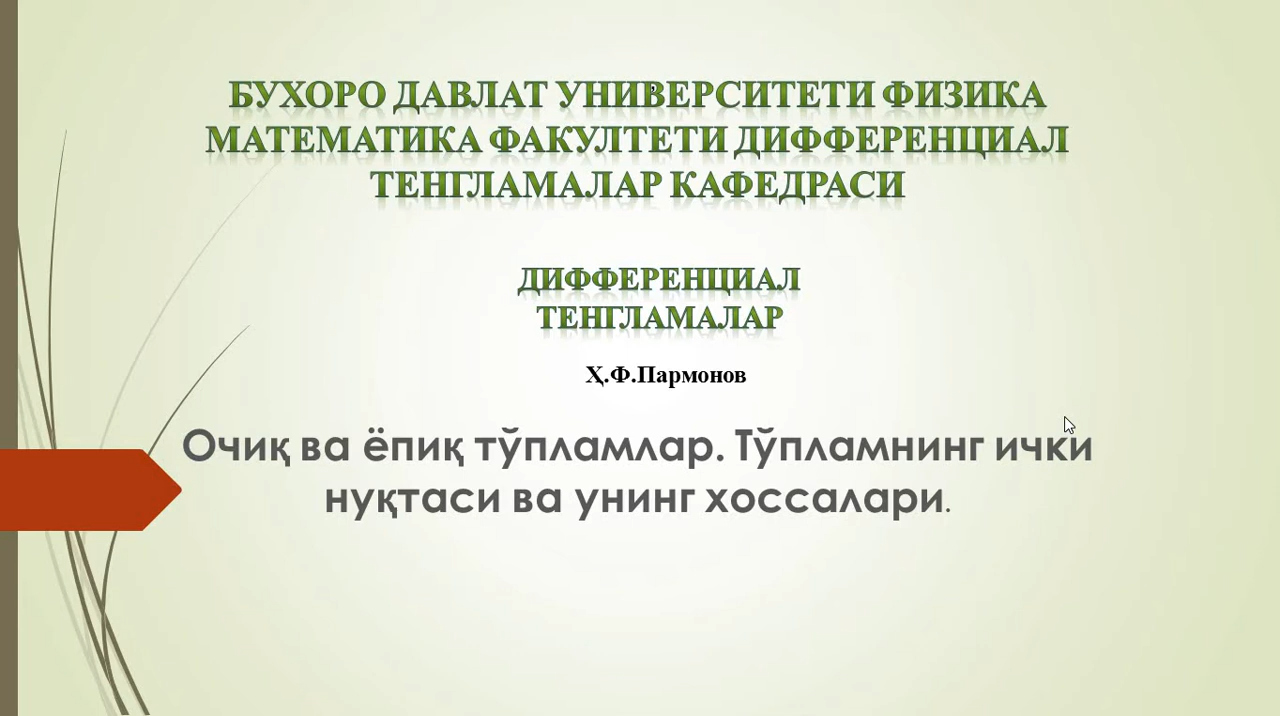 БУХОРО ДАВЛАТ УНИВЕРСИТЕТИ ФИЗИКА
МАТЕМАТИКА ФАКУЛТЕТИ ДИФФЕРЕНЦИАЛ
ТЕНГЛАМАЛАР КАФЕДРАСИ
ДИФФЕРЕНЦИАЛ
ТЕНГЛАМАЛАР
Ҳ.Ф.Пармонов
Очиқ ва ёпиқ тўпламлар. Тўпламнинг ички
нуқтаси ва унинг хоссалари.